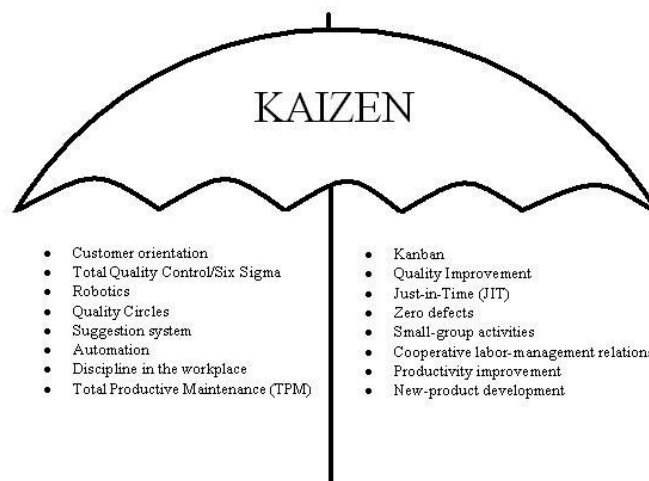 KAIZEN
Customer orientation
Total Quality Control/Six Sigma
Robotics
Quality Circles
Suggestion system
Automation
Discipline in the workplace
Total Productive Maintenance (TPM)
Kanban
Quality Improvement
Just-in-Time (JIT)
Zero defects
Small-group activities
Cooperative labor-management relations
Productivity improvement
New-product development